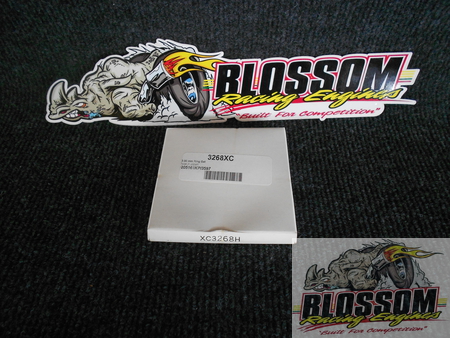 BLOSSOM
Racing Engines
"Built For Competition"
3268XC
XC3268H
BLOSSOM
Racing Engines
"Built For Competition"